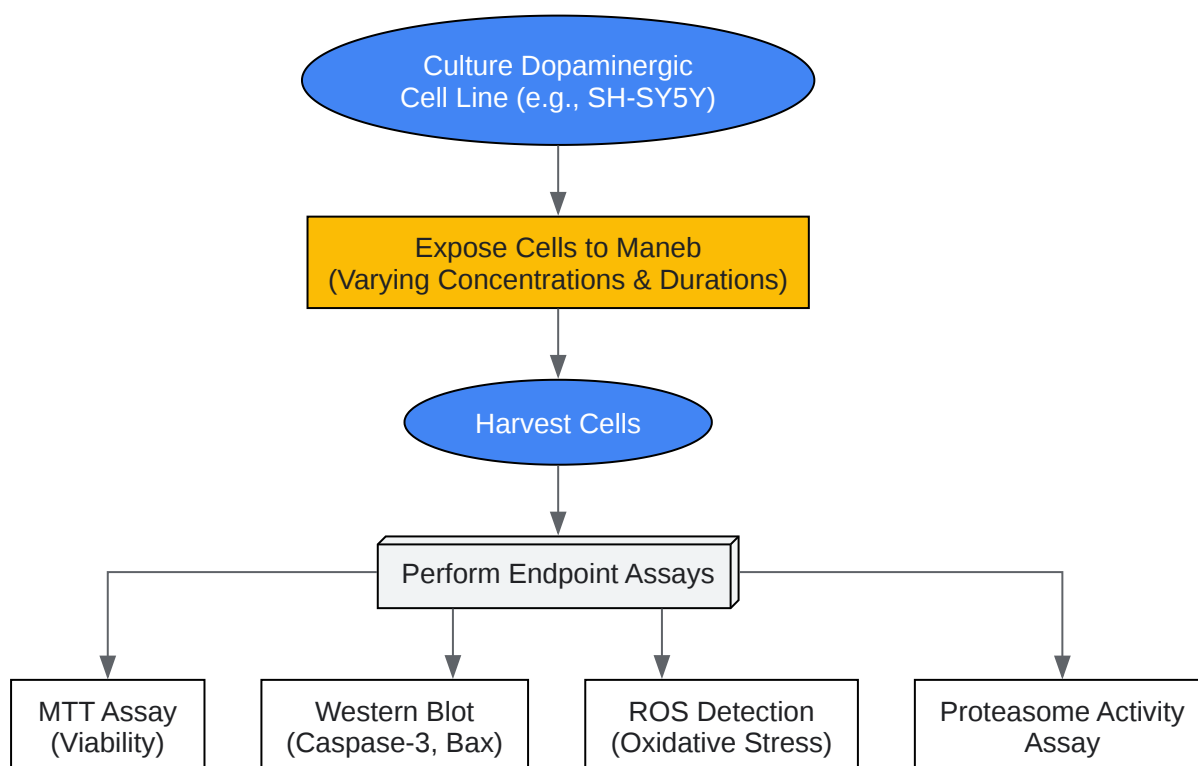 Culture Dopaminergic
Cell Line (e.g., SH-SY5Y)
Expose Cells to Maneb
(Varying Concentrations & Durations)
Harvest Cells
Perform Endpoint Assays
MTT Assay
(Viability)
Western Blot
(Caspase-3, Bax)
ROS Detection
(Oxidative Stress)
Proteasome Activity
Assay